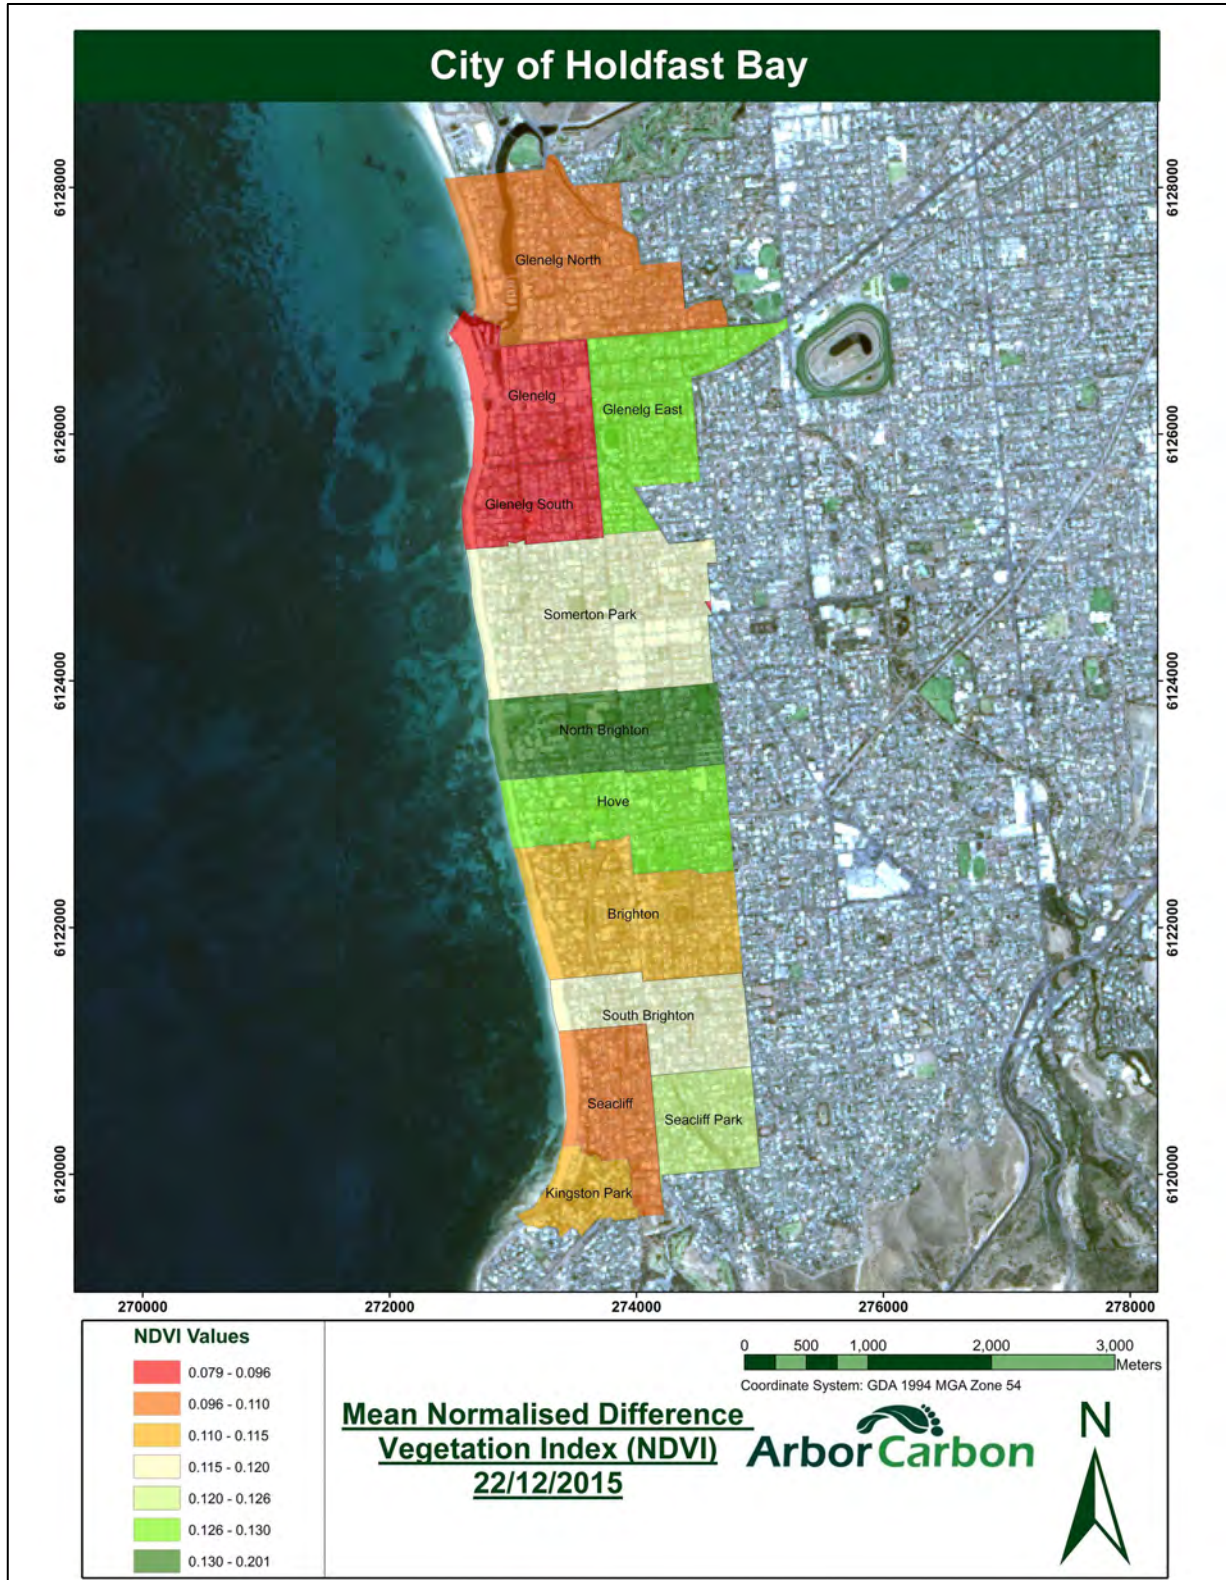 City of Holdfast Bay
6128000
6128000
Glenelg North
Glenelg
Glenelg East
6126000
6126000
Glenelg South
Somerton Park
6124000
6124000
North Brighton
Hove
Brighton
6122000
6122000
South Brighton
Seacliff
Seacliff Park
6120000
6120000
Kingston Park
270000
272000
274000
276000
278000
NDVI Values
0.079 - 0.096
0.096 - 0.110
0.110 - 0.115
0.115 - 0.120
0.120 - 0.126
0.126 - 0.130
0.130 - 0.201
Mean Normalised Difference
Vegetation Index (NDVI)
22/12/2015
0 500 1,000 2,000 3,000
Meters
Coordinate System: GDA 1994 MGA Zone 54
ArborCarbon
N